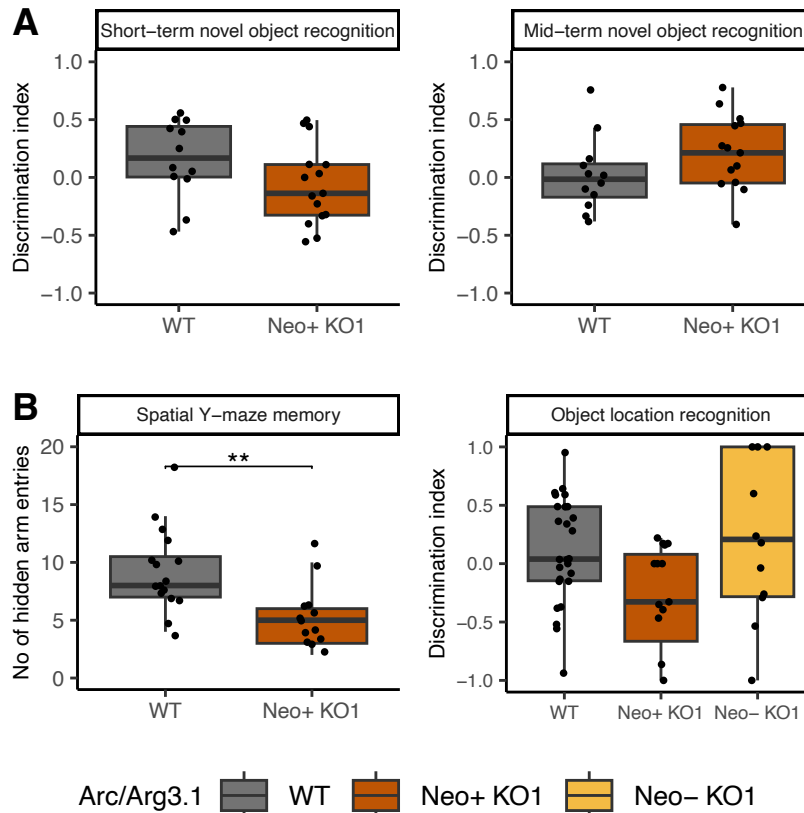 A
Short−term novel object recognition
Mid−term novel object recognition
Discrimination index
1.0
0.5
0.0
−0.5
−1.0
WT
Neo+ KO1
Discrimination index
1.0
0.5
0.0
−0.5
−1.0
WT
Neo+ KO1
B
Spatial Y−maze memory
Object location recognition
No of hidden arm entries
20
15
10
5
0
**
WT
Neo+ KO1
Discrimination index
1.0
0.5
0.0
−0.5
−1.0
WT
Neo+ KO1
Neo− KO1
Arc/Arg3.1 WT Neo+ KO1 Neo− KO1